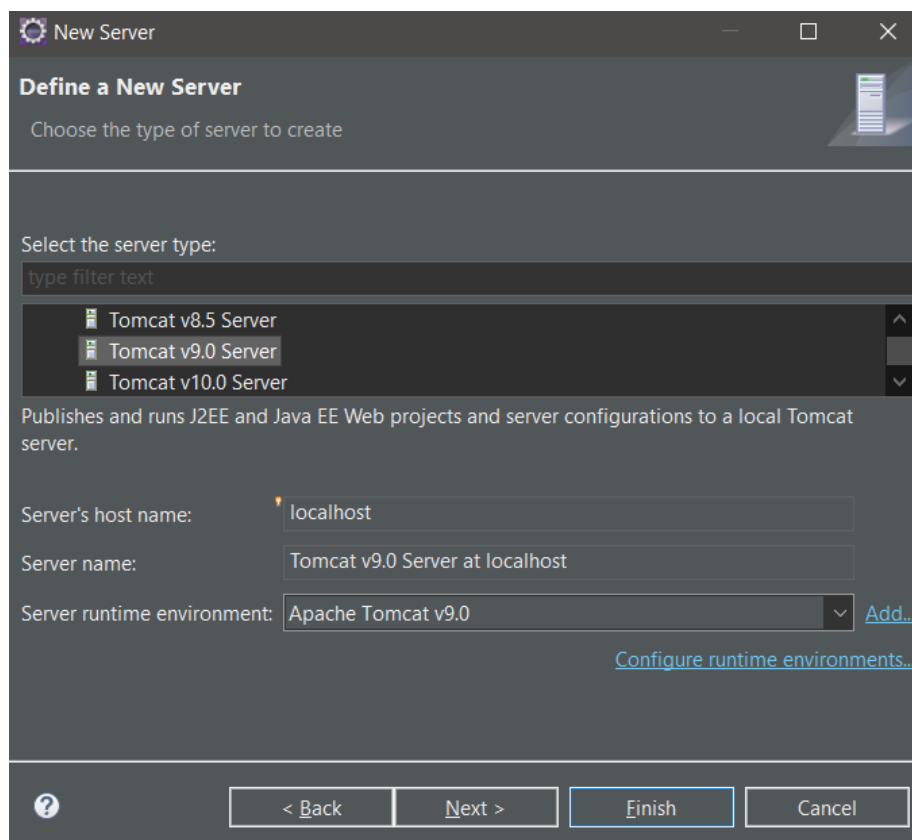 New Server
Define a New Server
Choose the type of server to create
Select the server type:
type filter text
Tomcat v8.5 Server
Tomcat v9.0 Server
Tomcat v10.0 Server
Publishes and runs J2EE and Java EE Web projects and server configurations to a local Tomcat
server.
Server's host name: localhost
Server name: Tomcat v9.0 Server at localhost
Server runtime environment: Apache Tomcat v9.0 Add..
Configure runtime environments..
? < Back Next > Finish Cancel